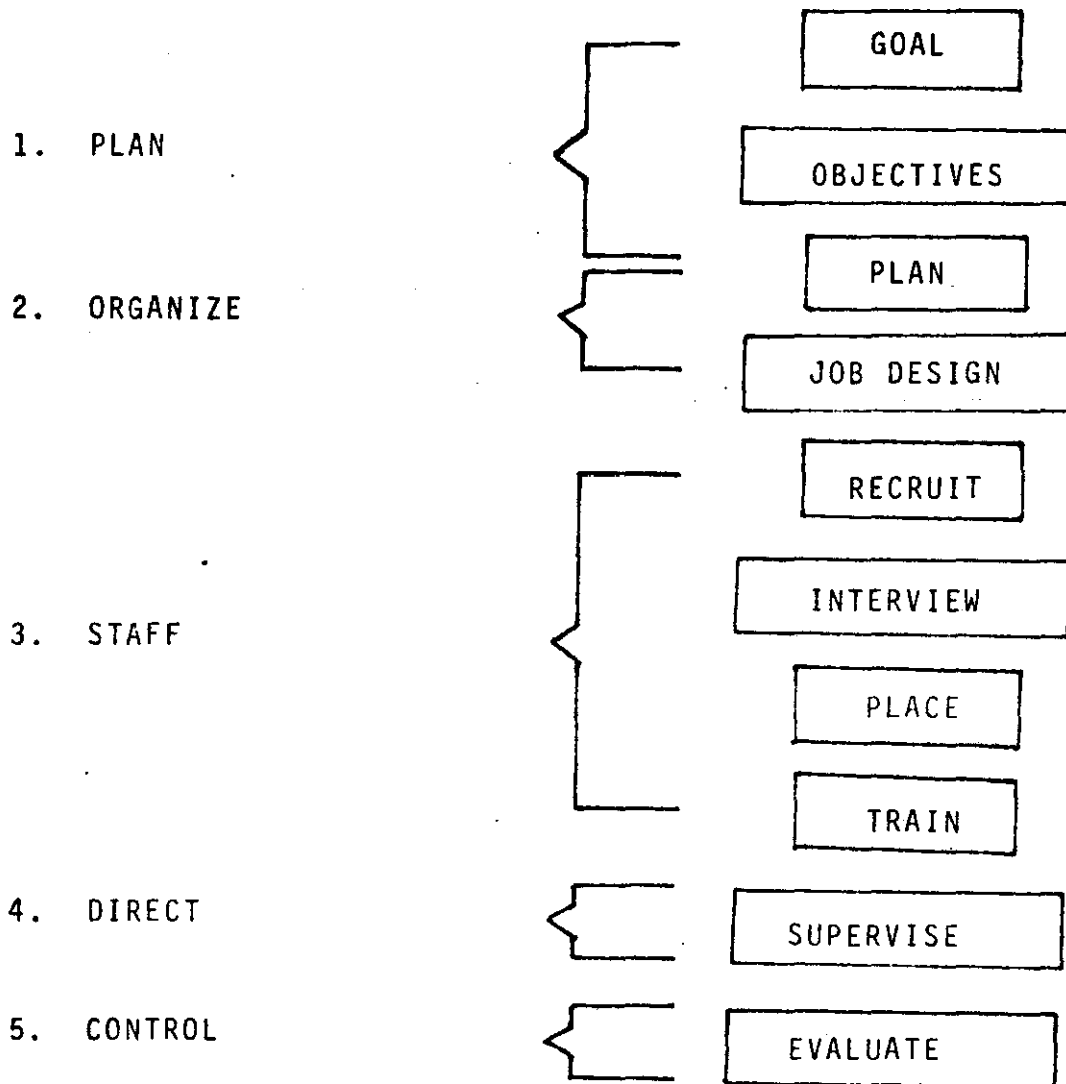 GOAL
1. PLAN
OBJECTIVES
PLAN
2. ORGANIZE
JOB DESIGN
RECRUIT
INTERVIEW
3. STAFF
PLACE
TRAIN
4. DIRECT
SUPERVISE
5. CONTROL
EVALUATE